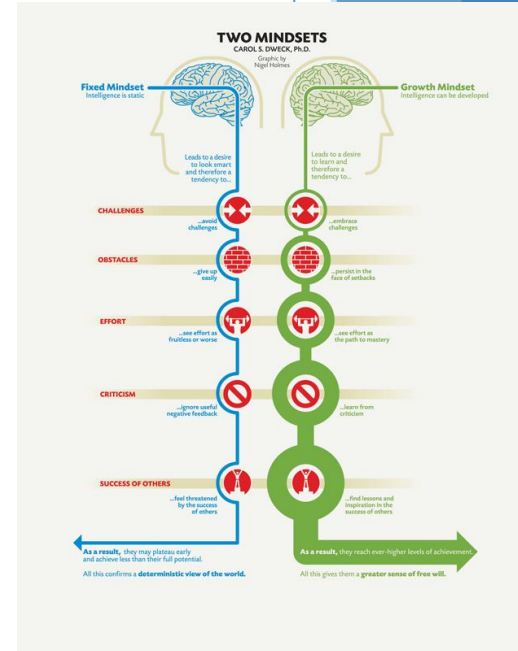 TWO MINDSETS
CAROL S. DWECK, Ph.D.
Graphic by
Nigel Holmes
Fixed Mindset
Intelligence is static
Growth Mindset
Intelligence can be developed
Leads to a desire
to look smart
and therefore a
tendency to...
Leads to a desire
to learn and
therefore a
tendency to...
CHALLENGES
...avoid
challenges
...embrace
challenges
OBSTACLES
...give up
easily
...persist in the
face of setbacks
EFFORT
...see effort as
fruitless or worse
...see effort as
the path to mastery
CRITICISM
...ignore useful
negative feedback
...learn from
criticism
SUCCESS OF OTHERS
...feel threatened
by the success
of others
...find lessons and
inspiration in the
success of others
As a result, they may plateau early
and achieve less than their full potential.
All this confirms a deterministic view of the world.
As a result, they reach ever-higher levels of achievement.
All this gives them a greater sense of free will.